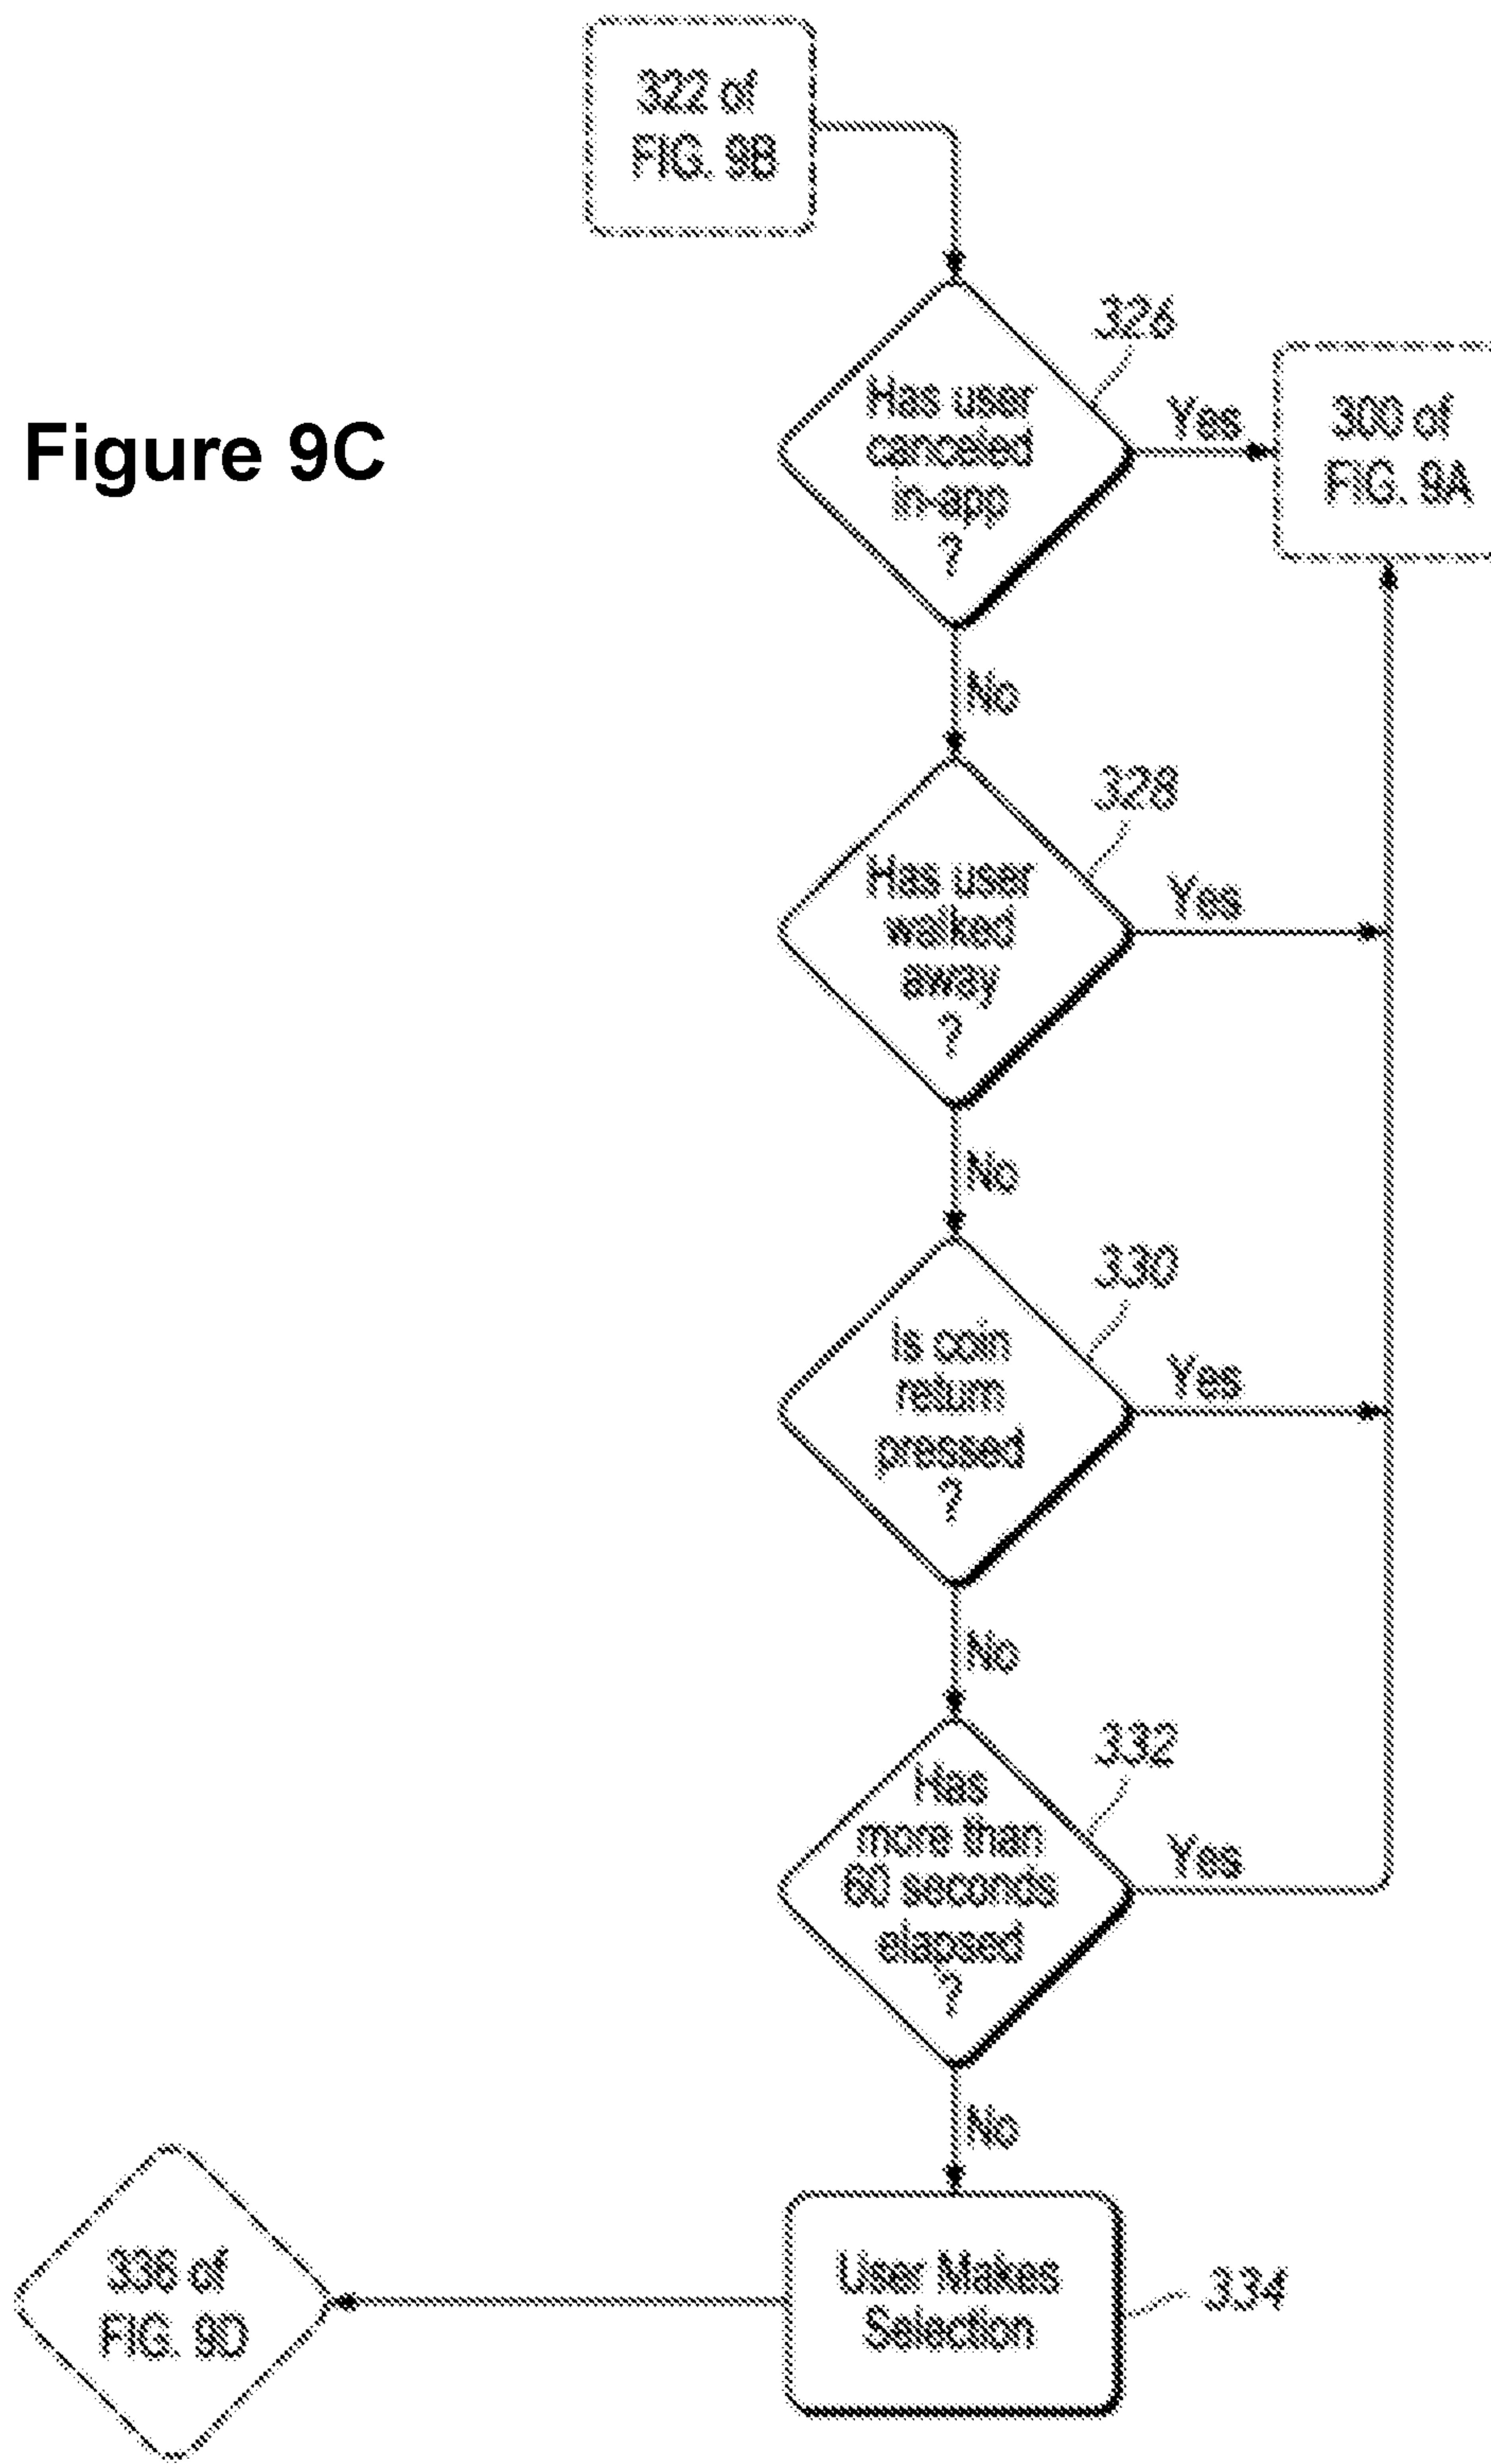 322 of
FIG. 9B
Figure 9C
326
Has user
canceled
in-app
?
Yes
300 of
FIG. 9A
No
328
Has user
walked
away
?
Yes
No
330
Is coin
return
pressed
?
Yes
No
332
Has
more than
60 seconds
elapsed
?
Yes
No
336 of
FIG. 9D
User Makes
Selection
334